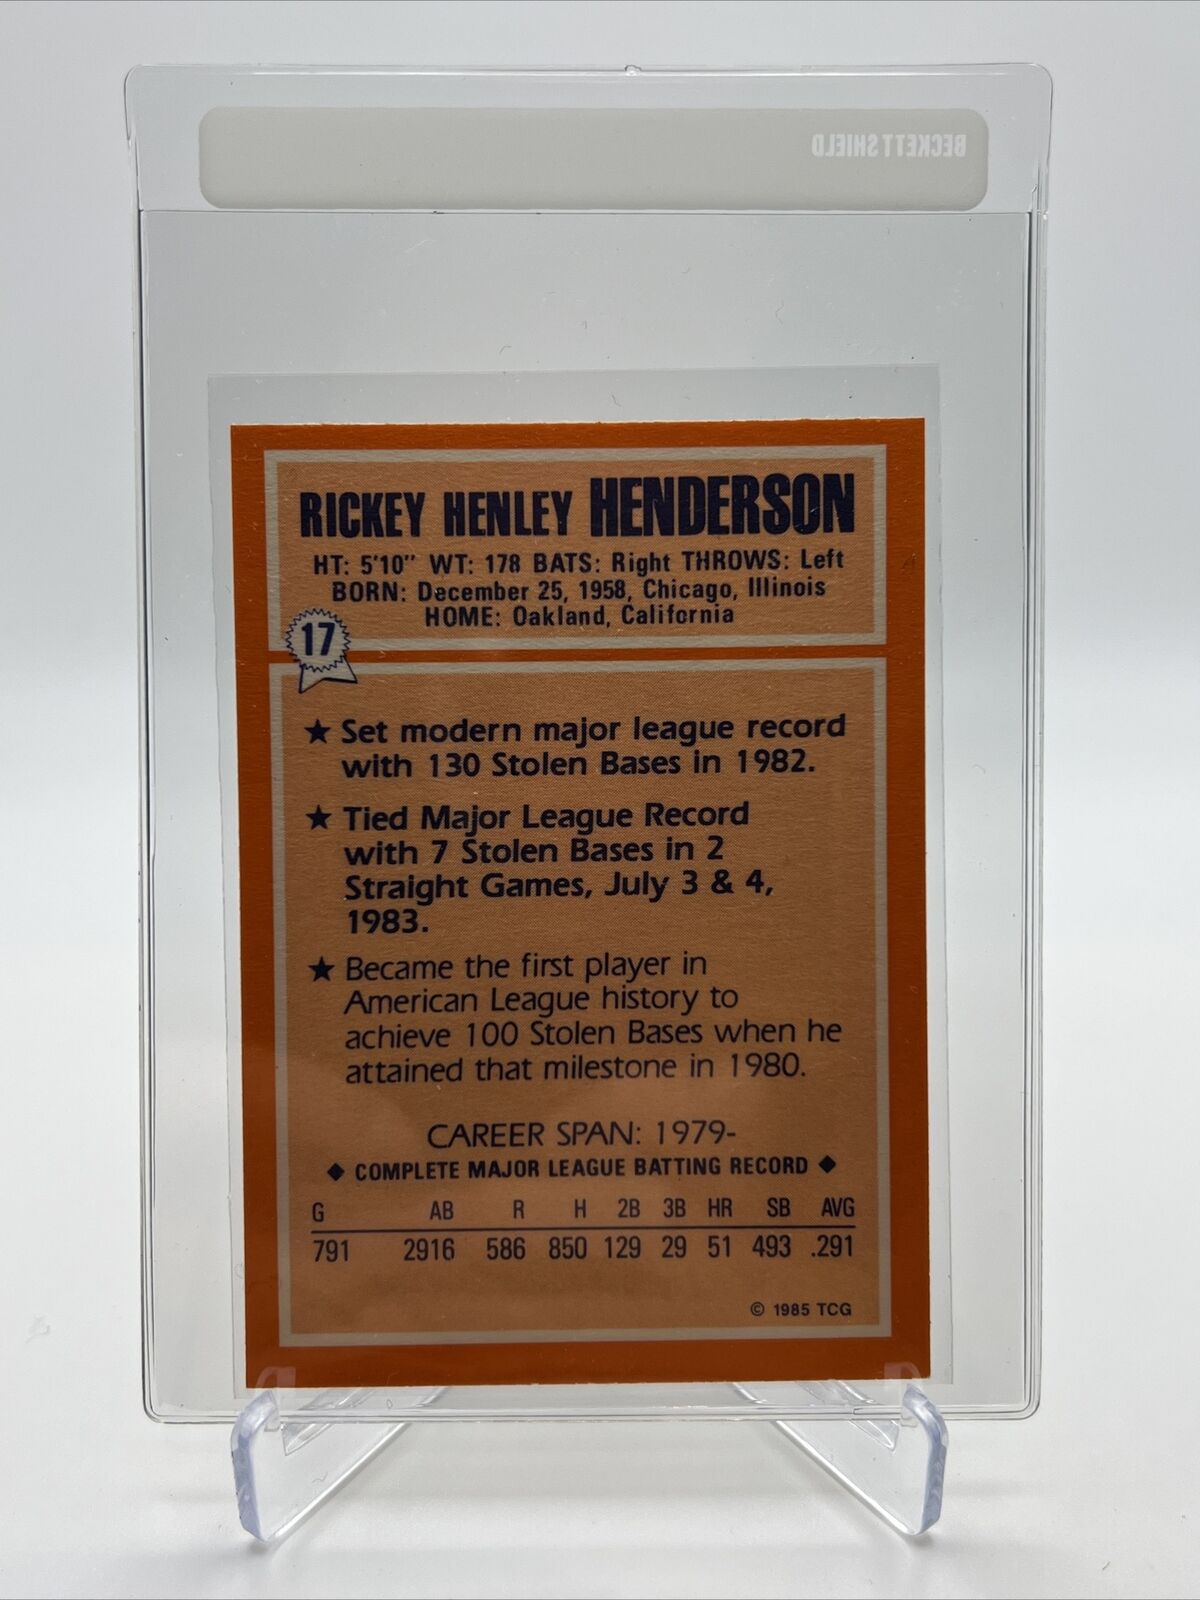 BECKETT SHIELD
RICKEY HENLEY HENDERSON
HT: 5'10" WT: 178 BATS: Right THROWS: Left
BORN: December 25, 1958, Chicago, Illinois
HOME: Oakland, California
17
★ Set modern major league record
with 130 Stolen Bases in 1982.
★ Tied Major League Record
with 7 Stolen Bases in 2
Straight Games, July 3 & 4,
1983.
★ Became the first player in
American League history to
achieve 100 Stolen Bases when he
attained that milestone in 1980.
CAREER SPAN: 1979-
◆ COMPLETE MAJOR LEAGUE BATTING RECORD ◆
G AB R H 2B 3B HR SB AVG
791 2916 586 850 129 29 51 493 .291
© 1985 TCG